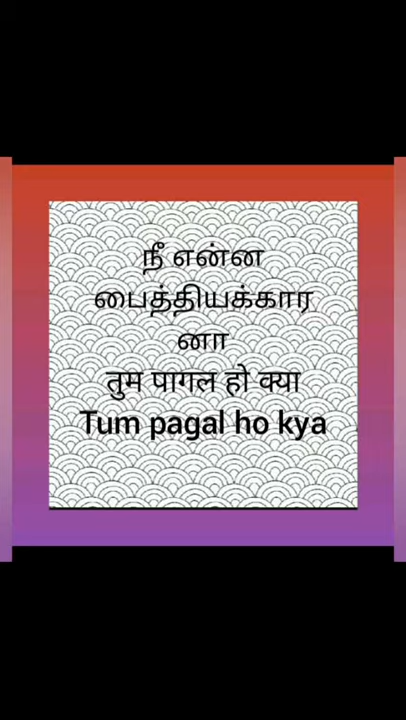 நீ என்ன
பைத்தியக்கார
னா
तुम पागल हो क्या
Tum pagal ho kya